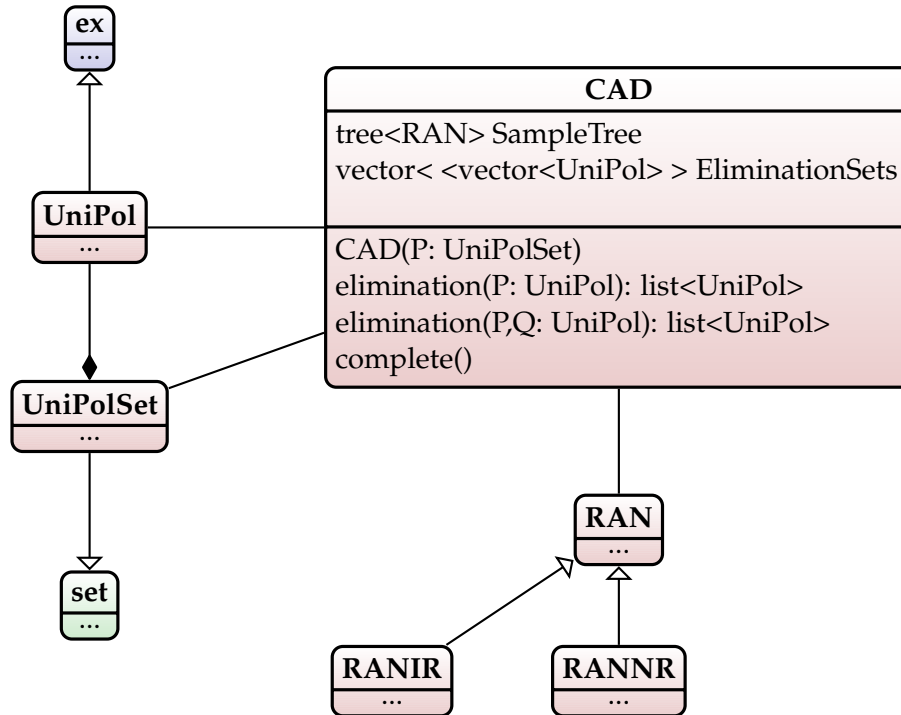 ex
...
CAD
tree<RAN> SampleTree
vector< <vector<UniPol> > EliminationSets
UniPol
...
CAD(P: UniPolSet)
elimination(P: UniPol): list<UniPol>
elimination(P,Q: UniPol): list<UniPol>
complete()
UniPolSet
...
RAN
...
set
...
RANIR
...
RANNR
...